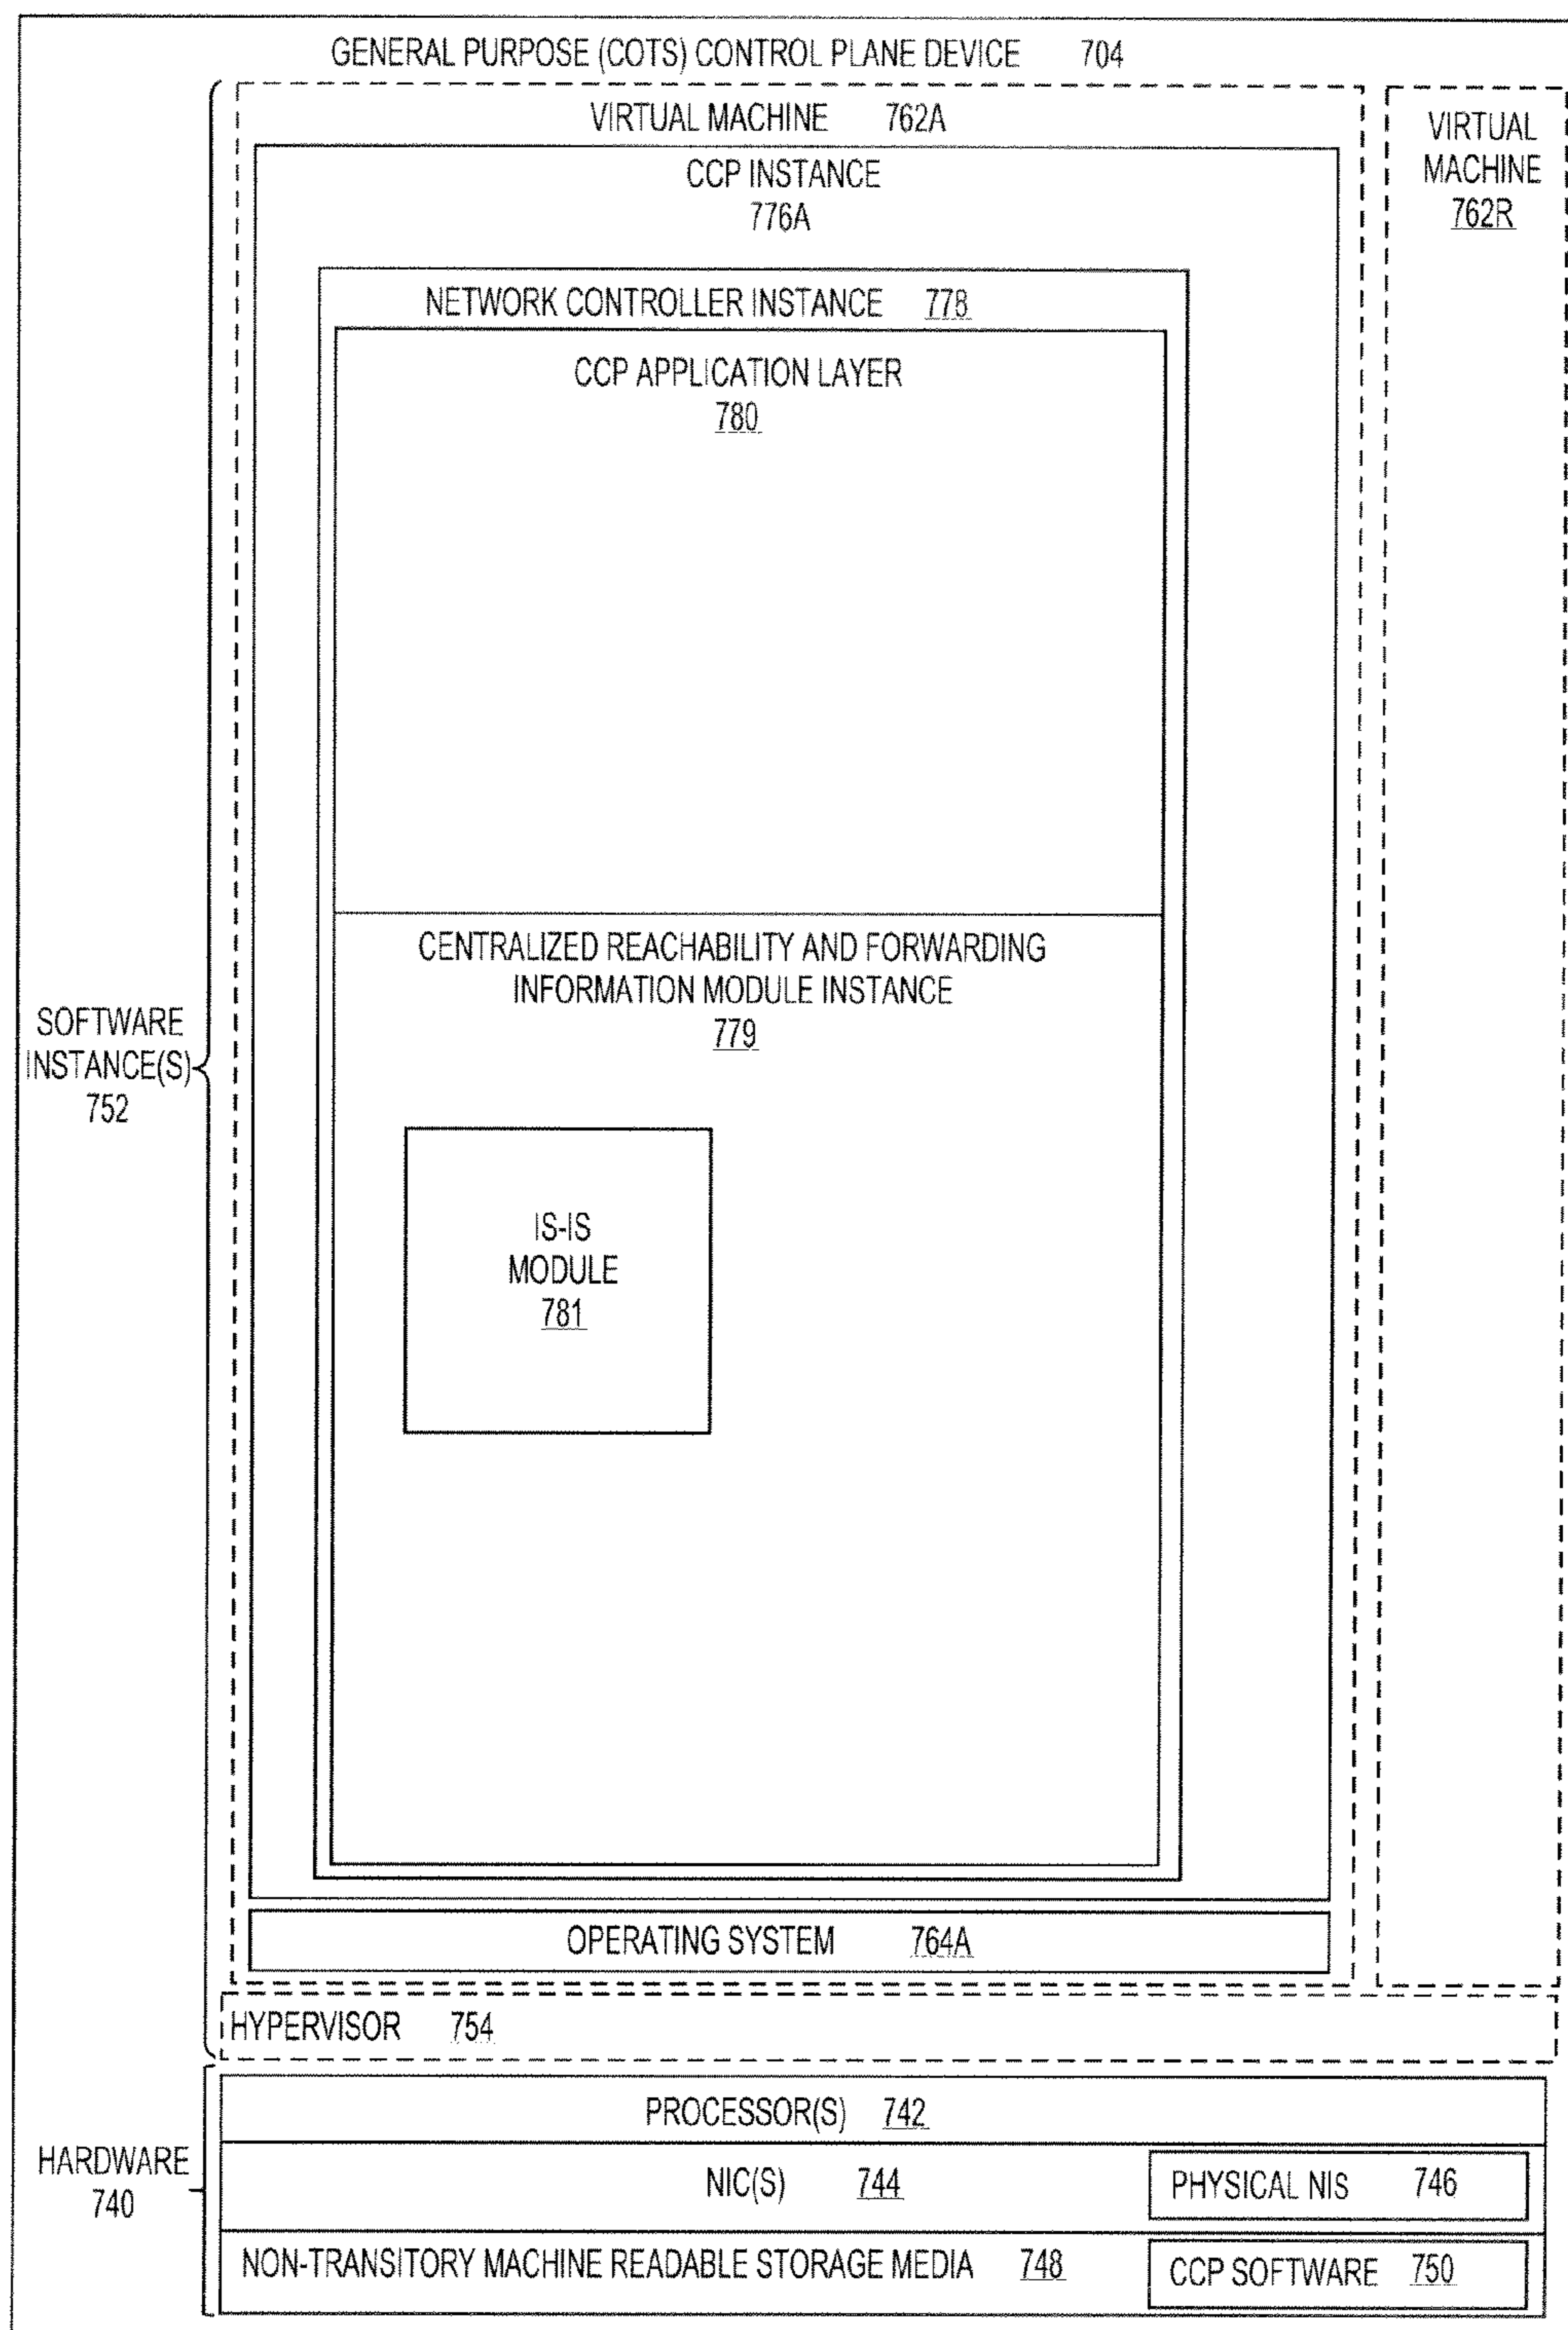 GENERAL PURPOSE (COTS) CONTROL PLANE DEVICE 704
VIRTUAL MACHINE 762A
VIRTUAL
MACHINE
762R
CCP INSTANCE
776A
NETWORK CONTROLLER INSTANCE 778
CCP APPLICATION LAYER
780
CENTRALIZED REACHABILITY AND FORWARDING
INFORMATION MODULE INSTANCE
779
SOFTWARE
INSTANCE(S)
752
IS-IS
MODULE
781
OPERATING SYSTEM 764A
HYPERVISOR 754
PROCESSOR(S) 742
HARDWARE
740
NIC(S) 744
PHYSICAL NIS 746
NON-TRANSITORY MACHINE READABLE STORAGE MEDIA 748
CCP SOFTWARE 750